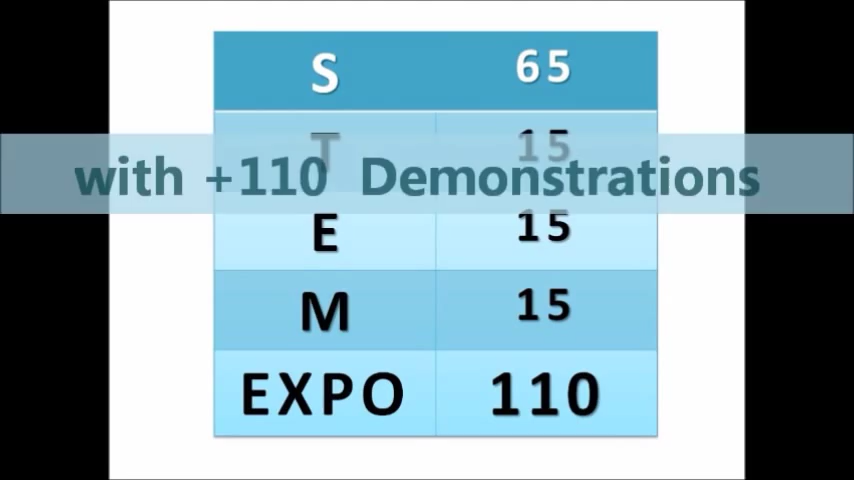 S 65
T 15
with +110 Demonstrations
E 15
M 15
EXPO 110